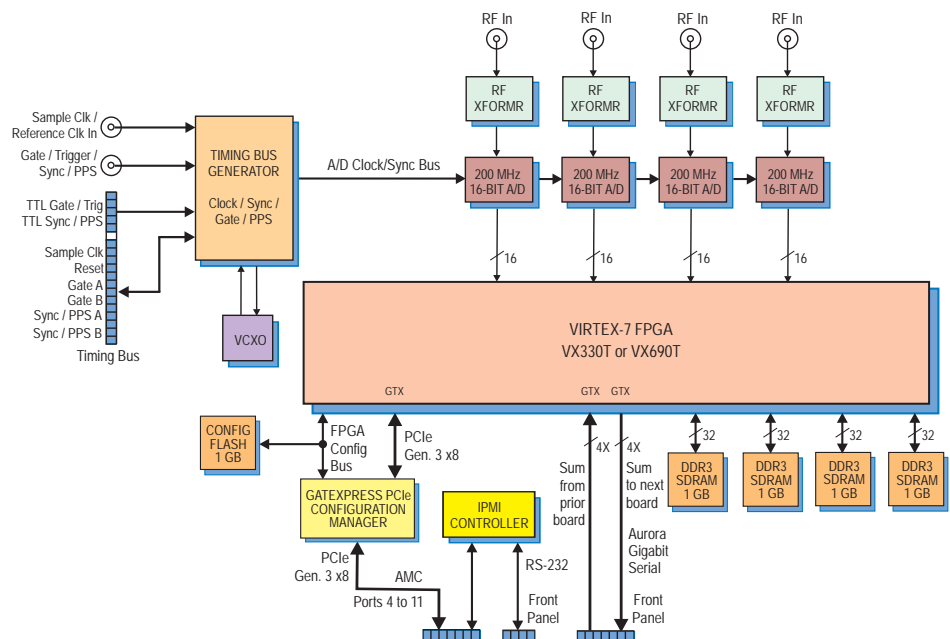 RF In
RF In
RF In
RF In
RF
XFORMR
RF
XFORMR
RF
XFORMR
RF
XFORMR
Sample Clk /
Reference Clk In
Gate / Trigger /
Sync / PPS
TTL Gate / Trig
TTL Sync / PPS
Sample Clk
Reset
Gate A
Gate B
Sync / PPS A
Sync / PPS B
Timing Bus
TIMING BUS
GENERATOR
Clock / Sync /
Gate / PPS
VCXO
A/D Clock/Sync Bus
200 MHz
16-BIT A/D
200 MHz
16-BIT A/D
200 MHz
16-BIT A/D
200 MHz
16-BIT A/D
16
16
16
16
VIRTEX-7 FPGA
VX330T or VX690T
GTX
GTX
GTX
CONFIG
FLASH
1 GB
FPGA
Config
Bus
PCIe
Gen. 3 x8
GATEXPRESS PCIe
CONFIGURATION
MANAGER
IPMI
CONTROLLER
4X
Sum
from
prior
board
4X
Sum
to next
board
Aurora
Gigabit
Serial
32
32
32
32
DDR3
SDRAM
1 GB
DDR3
SDRAM
1 GB
DDR3
SDRAM
1 GB
DDR3
SDRAM
1 GB
PCIe
Gen. 3 x8
AMC
Ports 4 to 11
RS-232
Front
Panel
Front
Panel